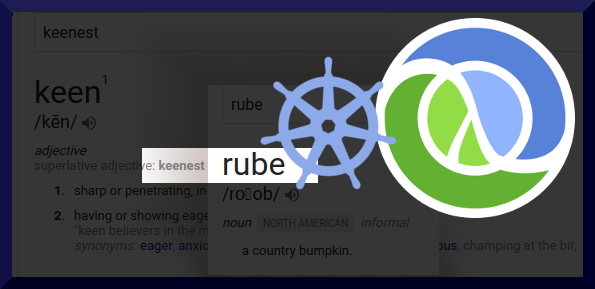 keenest
keen1
/kēn/
adjective
superlative adjective: keenest
1. sharp or penetrating, in
2. having or showing eage
"keen believers in the m
synonyms: eager, anxio
rube
rube
/ro͞ob/
noun NORTH AMERICAN informal
a country bumpkin.
ous, champing at the bit;